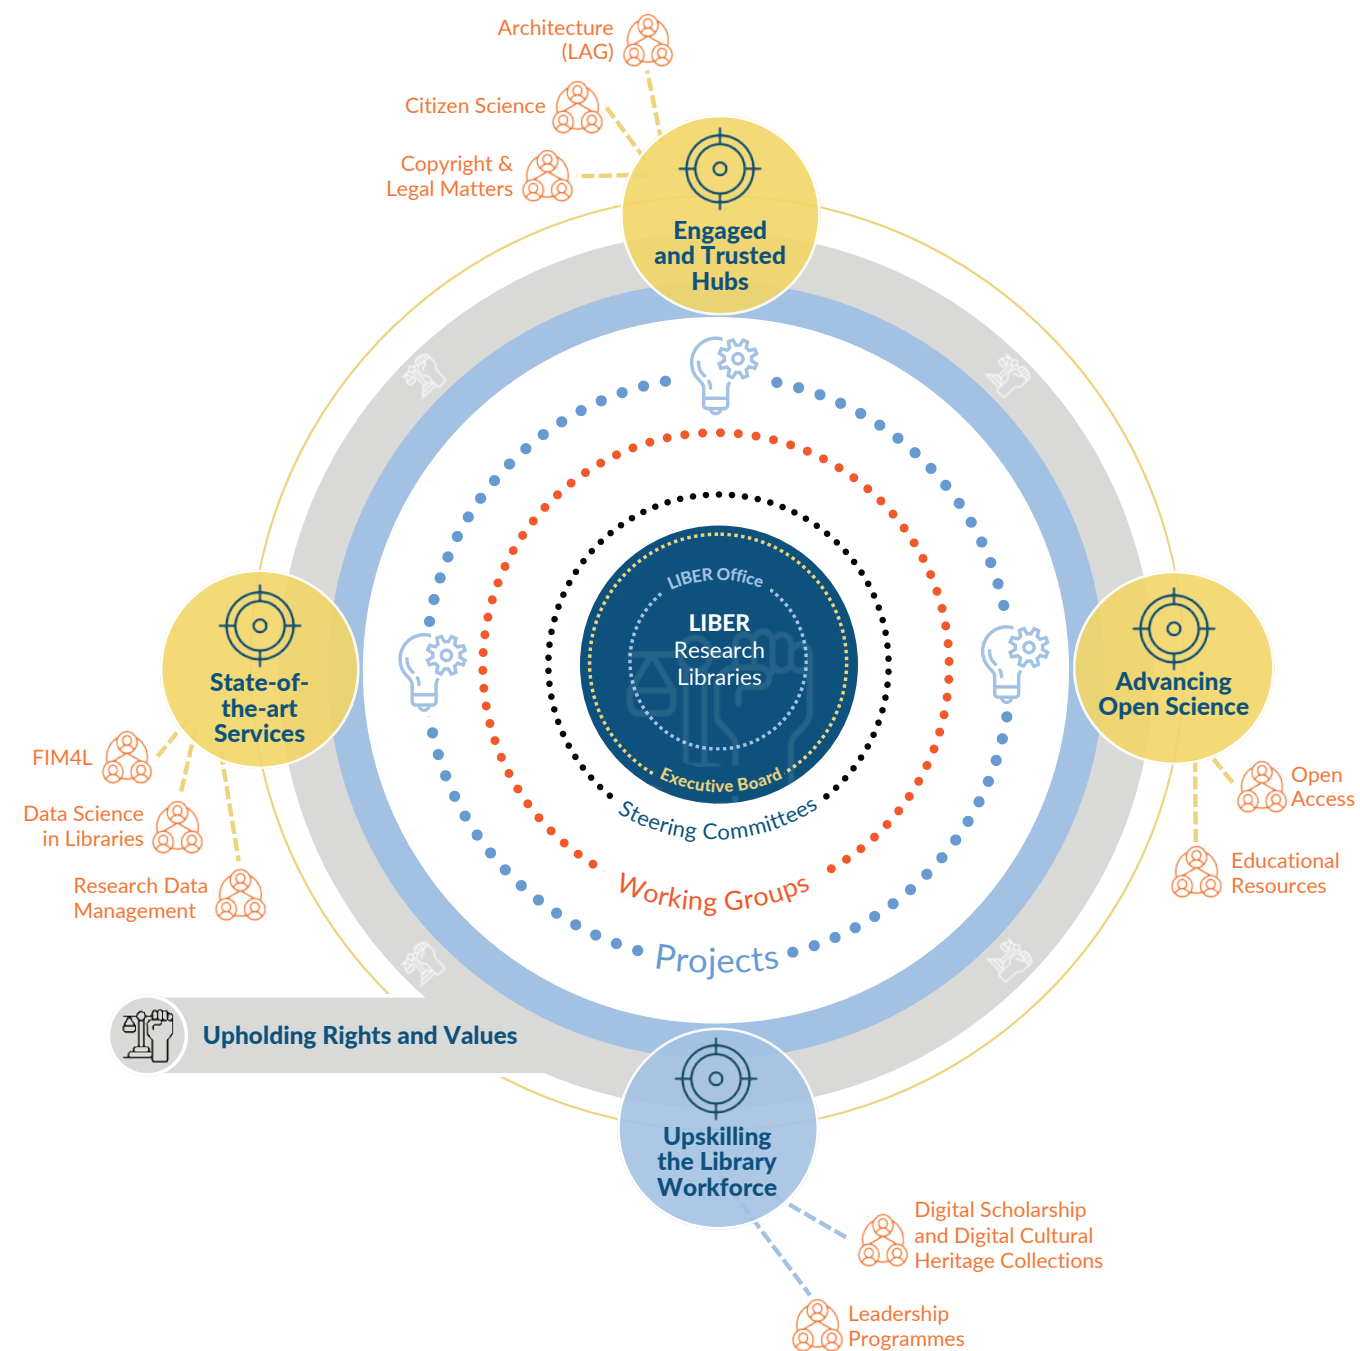 Architecture
(LAG)
Citizen Science
Copyright &
Legal Matters
Engaged
and Trusted
Hubs
LIBER Office
LIBER
Research
Libraries
Executive Board
Steering Committees
Working Groups
Projects
State-of-
the-art
Services
FIM4L
Data Science
in Libraries
Research Data
Management
Advancing
Open Science
Open
Access
Educational
Resources
Upholding Rights and Values
Upskilling
the Library
Workforce
Digital Scholarship
and Digital Cultural
Heritage Collections
Leadership
Programmes